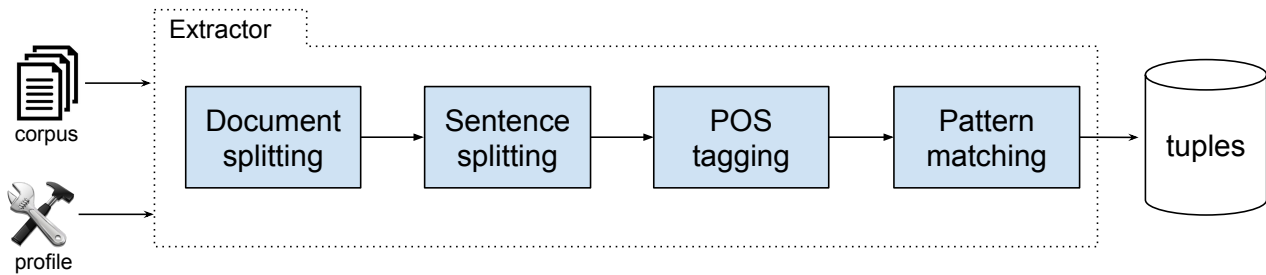 Extractor
corpus
profile
Document
splitting
Sentence
splitting
POS
tagging
Pattern
matching
tuples